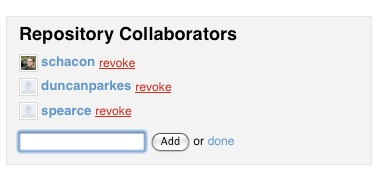 Repository Collaborators
schacon revoke
duncanparkes revoke
spearce revoke
Add or done